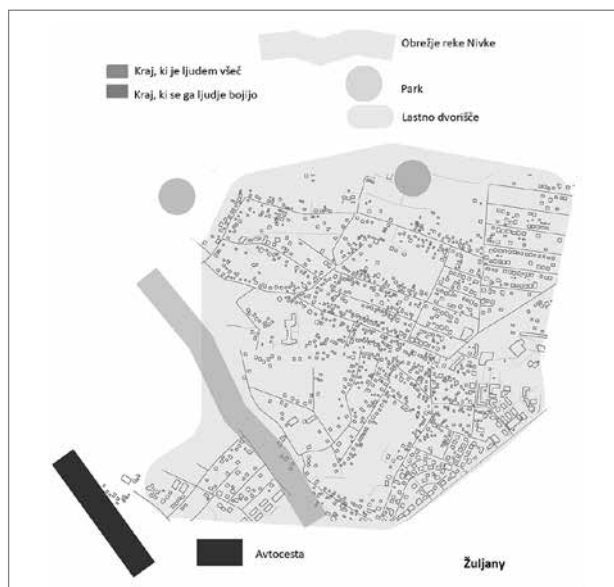 Obrežje reke Nivke
Kraj, ki je ljudem všeč
Kraj, ki se ga ljudje bojijo
Park
Lastno dvorišče
Avtocesta
Žuljany